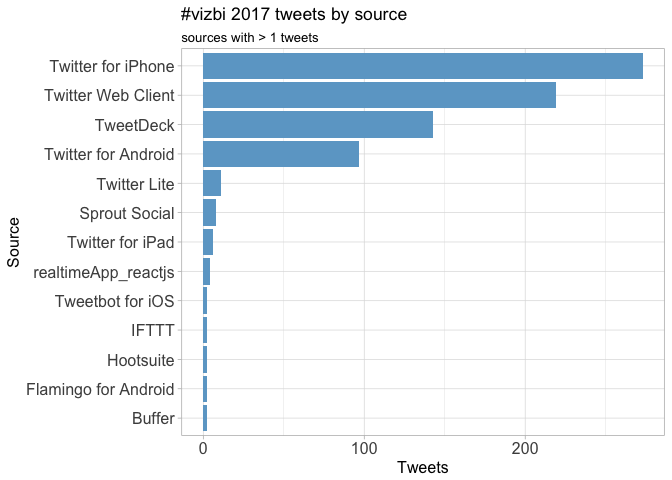 #vizbi 2017 tweets by source
sources with > 1 tweets
Twitter for iPhone
Twitter Web Client
TweetDeck
Twitter for Android
Twitter Lite
Sprout Social
Twitter for iPad
realtimeApp_reactjs
Tweetbot for iOS
IFTTT
Hootsuite
Flamingo for Android
Buffer
Source
0 100 200
Tweets